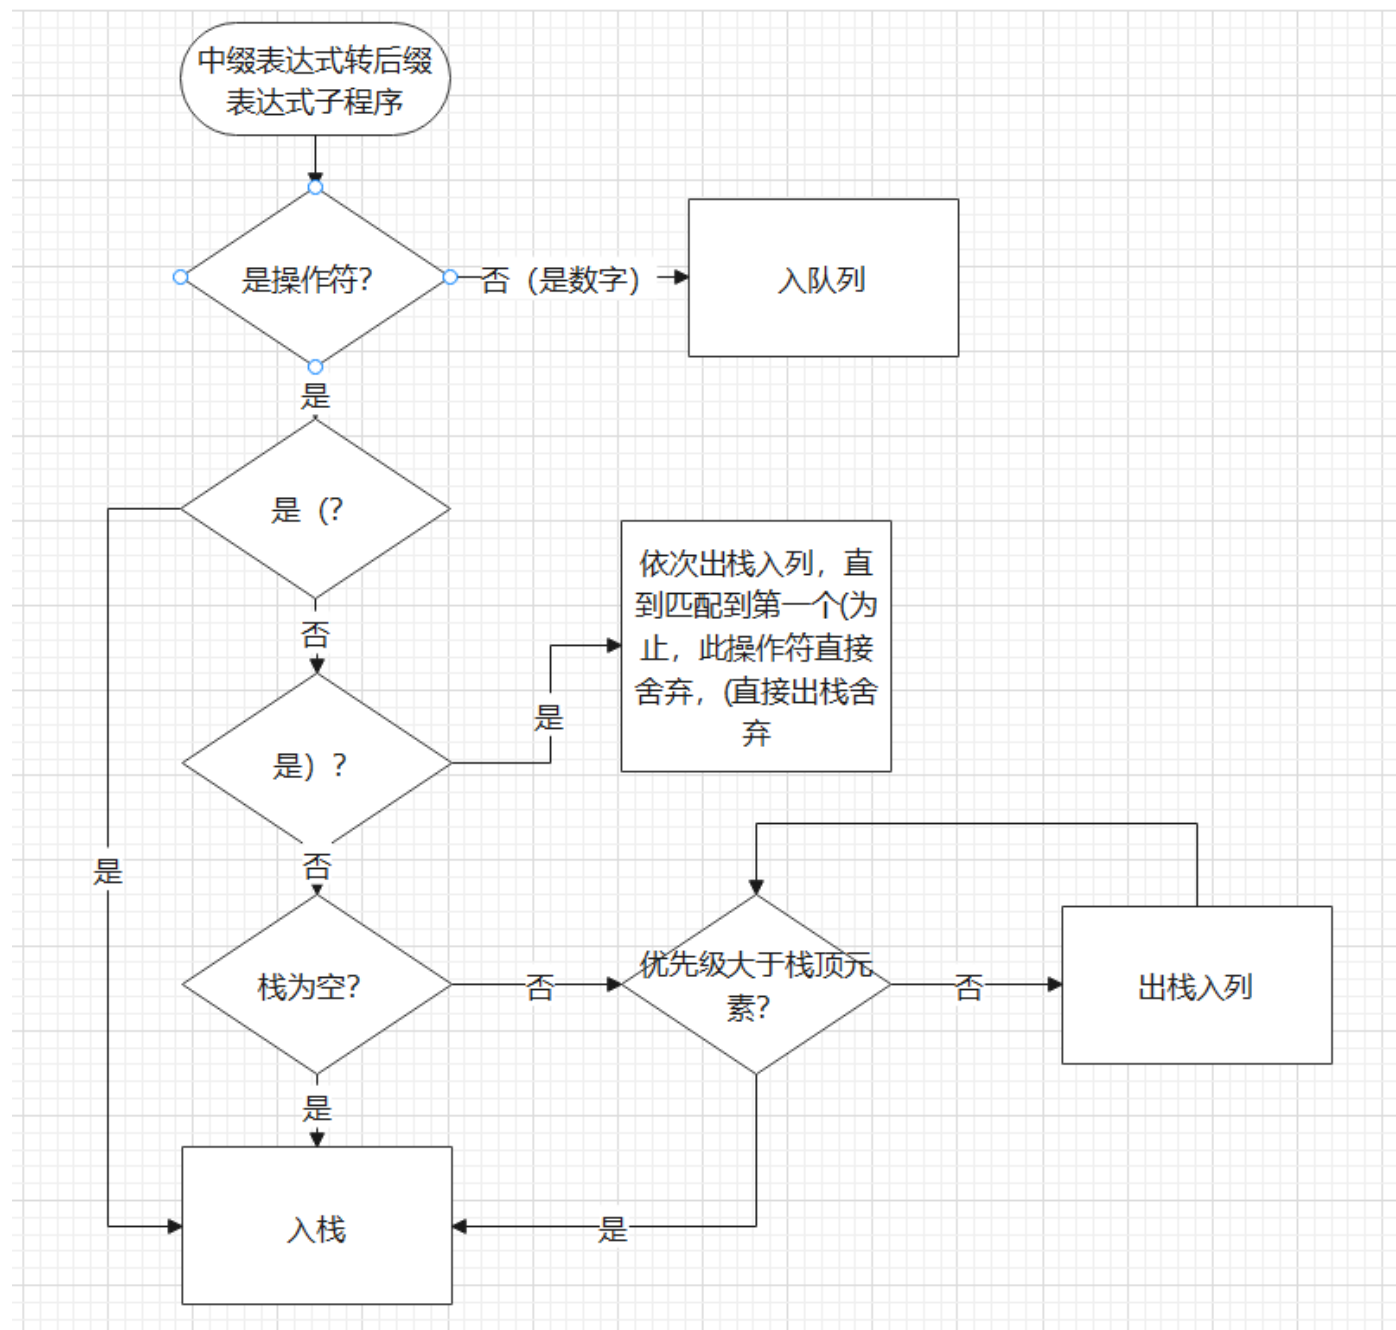 中缀表达式转后缀
表达式子程序
是操作符?
否（是数字）
入队列
是
是（?
否
依次出栈入列，直
到匹配到第一个(为
止，此操作符直接
舍弃，(直接出栈舍
弃
是
是）?
否
是
栈为空?
否
优先级大于栈顶元
素?
否
出栈入列
是
入栈
是